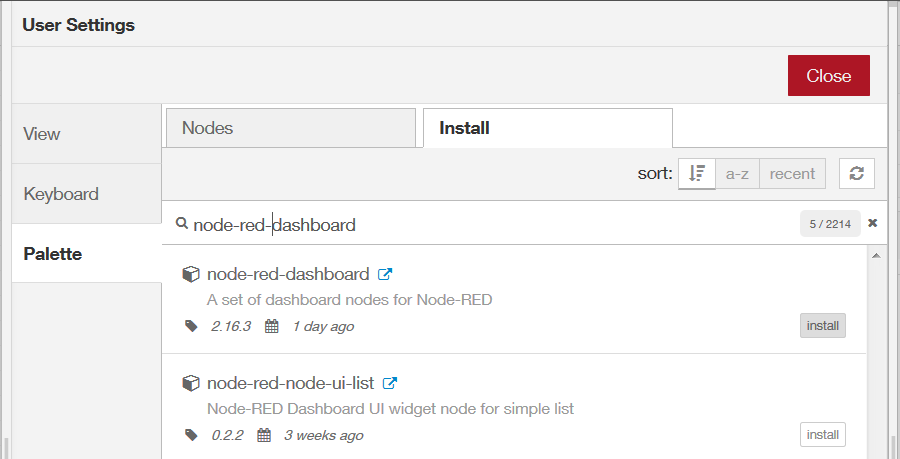 User Settings
Close
View
Keyboard
Palette
Nodes Install
sort: a-z recent
node-red-dashboard 5 / 2214
node-red-dashboard
A set of dashboard nodes for Node-RED
2.16.3 1 day ago install
node-red-node-ui-list
Node-RED Dashboard UI widget node for simple list
0.2.2 3 weeks ago install